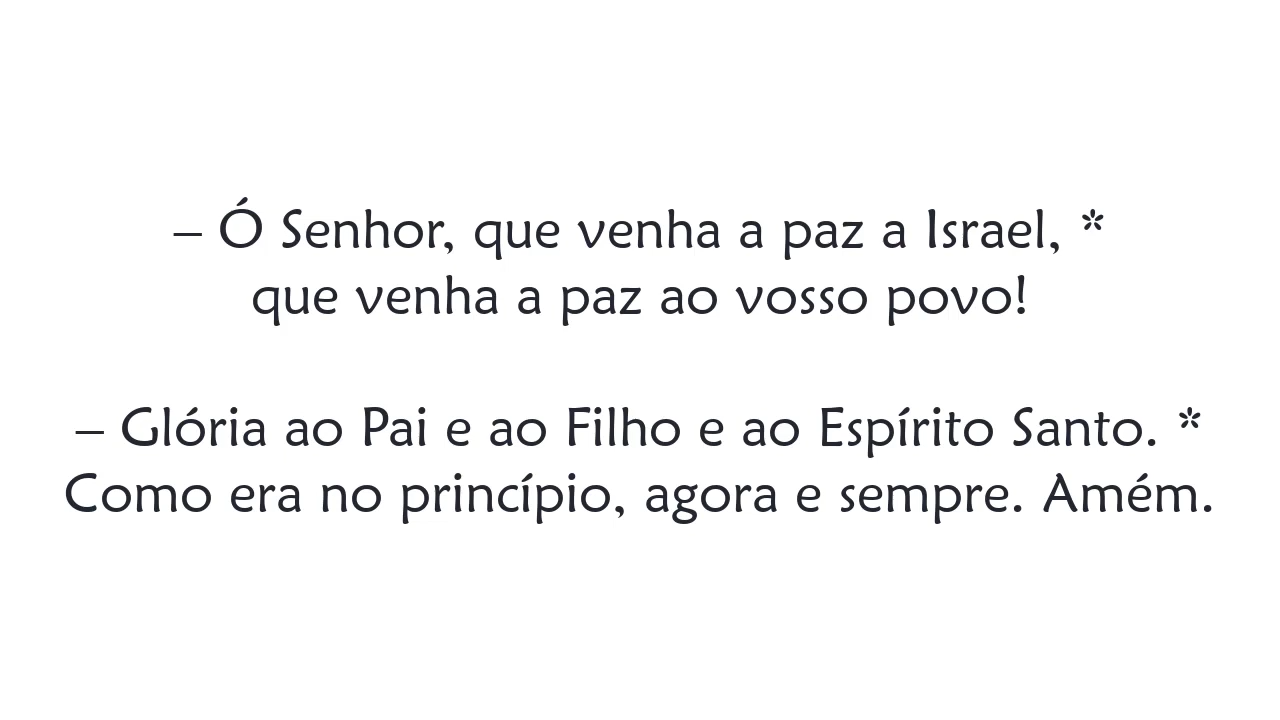 – Ó Senhor, que venha a paz a Israel, *
que venha a paz ao vosso povo!
– Glória ao Pai e ao Filho e ao Espírito Santo. *
Como era no princípio, agora e sempre. Amém.